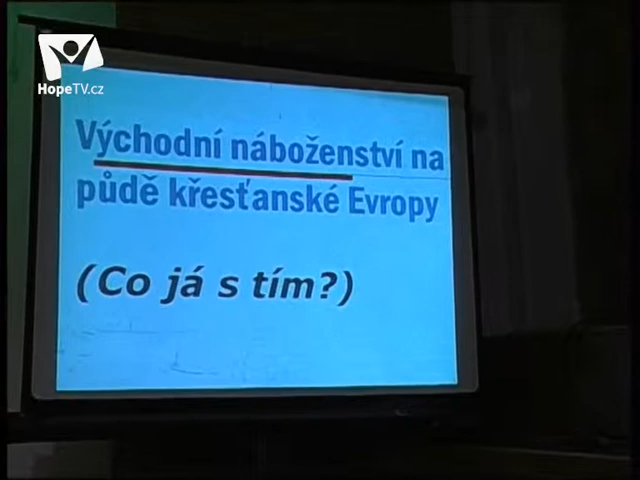 HopeTV.cz
Východní náboženství na
půdě křesťanské Evropy
(Co já s tím?)